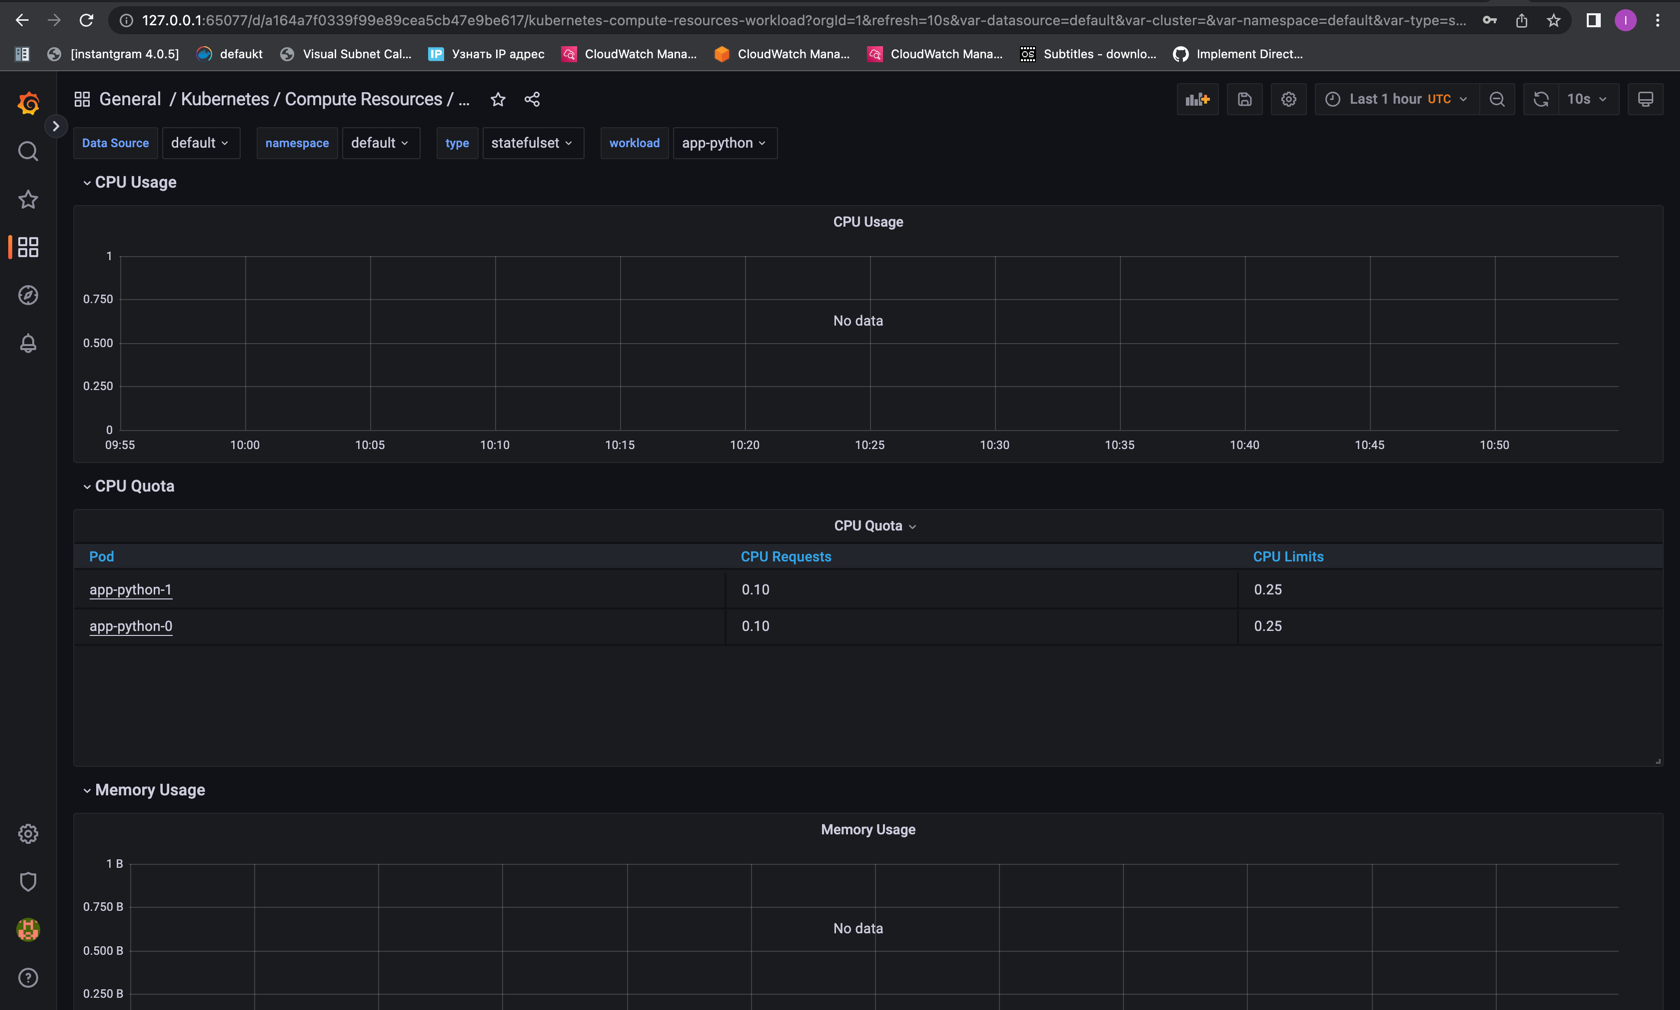 127.0.0.1:65077/d/a164a7f0339f99e89cea5cb47e9be617/kubernetes-compute-resources-workload?orgId=1&refresh=10s&var-datasource=default&var-cluster=&var-namespace=default&var-type=s...
I
[instantgram 4.0.5]
defaukt
Visual Subnet Cal...
IP Узнать IP адрес
CloudWatch Mana...
CloudWatch Mana...
CloudWatch Mana...
Subtitles - downlo...
Implement Direct...
General / Kubernetes / Compute Resources / ...
Last 1 hour UTC
10s
Data Source default
namespace default
type statefulset
workload app-python
CPU Usage
CPU Usage
1
0.750
0.500
0.250
0
No data
09:55 10:00 10:05 10:10 10:15 10:20 10:25 10:30 10:35 10:40 10:45 10:50
CPU Quota
CPU Quota
Pod CPU Requests CPU Limits
app-python-1 0.10 0.25
app-python-0 0.10 0.25
Memory Usage
Memory Usage
1 B
0.750 B
0.500 B
0.250 B
No data